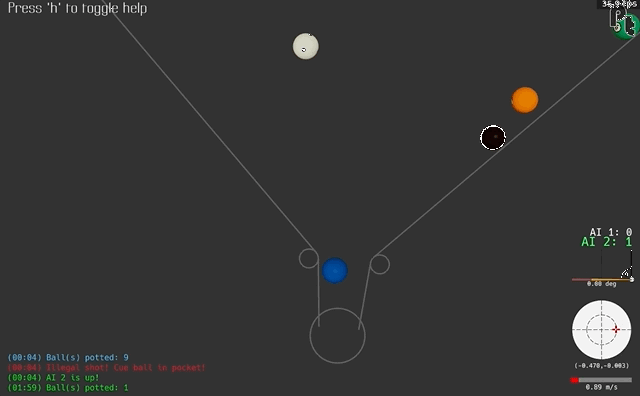 Press 'h' to toggle help
AI 1: 0
AI 2: 1
0.00 deg
(-0.470,-0.003)
0.89 m/s
(00:04) Ball(s) potted: 9
(00:04) Illegal shot! Cue ball in pocket!
(00:04) AI 2 is up!
(01:59) Ball(s) potted: 1